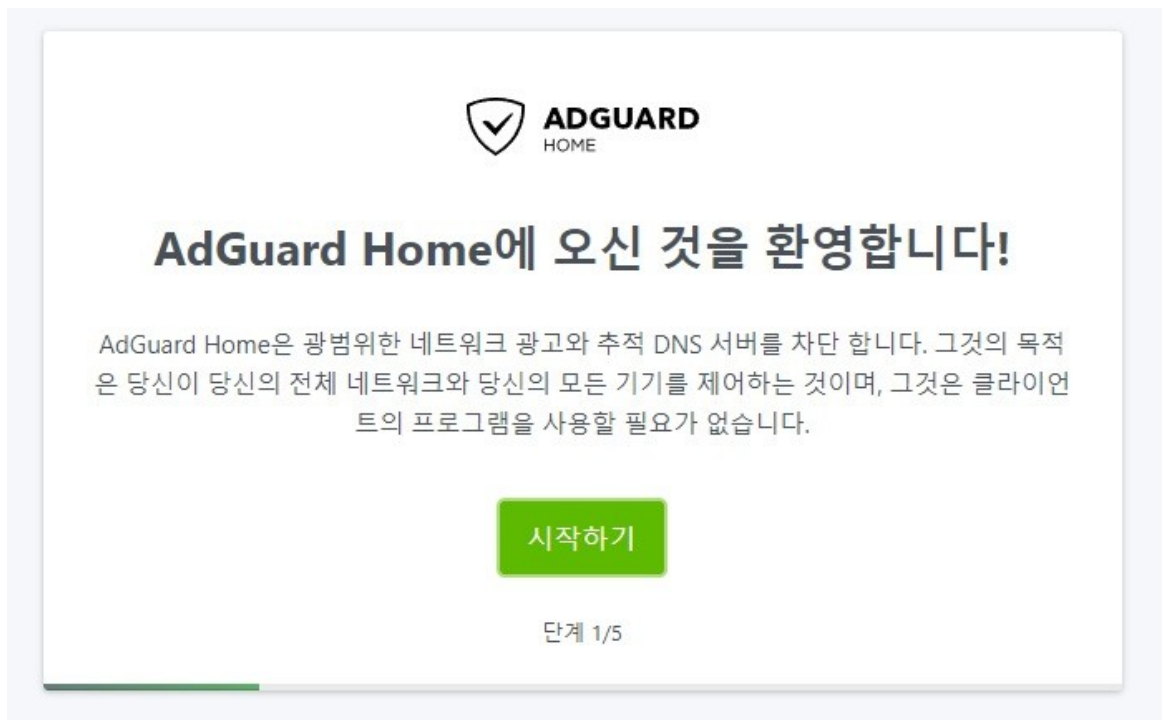 ADGUARD
HOME
AdGuard Home에 오신 것을 환영합니다!
AdGuard Home은 광범위한 네트워크 광고와 추적 DNS 서버를 차단 합니다. 그것의 목적
은 당신이 당신의 전체 네트워크와 당신의 모든 기기를 제어하는 것이며, 그것은 클라이언
트의 프로그램을 사용할 필요가 없습니다.
시작하기
단계 1/5